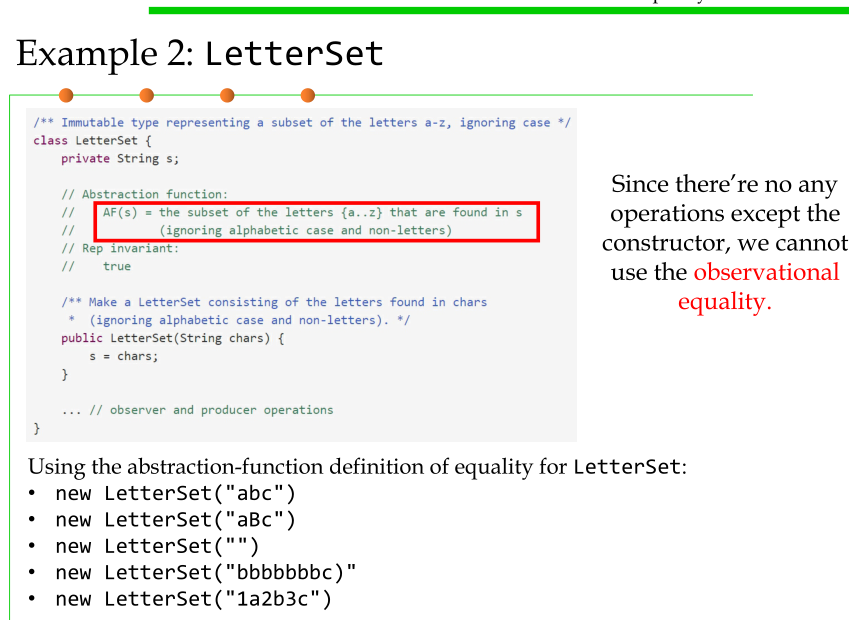 Example 2: LetterSet
/** Immutable type representing a subset of the letters a-z, ignoring case */
class LetterSet {
private String s;
// Abstraction function:
// AF(s) = the subset of the letters {a..z} that are found in s
// (ignoring alphabetic case and non-letters)
// Rep invariant:
// true
/** Make a LetterSet consisting of the letters found in chars
* (ignoring alphabetic case and non-letters). */
public LetterSet(String chars) {
s = chars;
}
... // observer and producer operations
}
Since there’re no any
operations except the
constructor, we cannot
use the observational
equality.
Using the abstraction-function definition of equality for LetterSet:
• new LetterSet("abc")
• new LetterSet("aBc")
• new LetterSet("")
• new LetterSet("bbbbbbbc)"
• new LetterSet("1a2b3c")